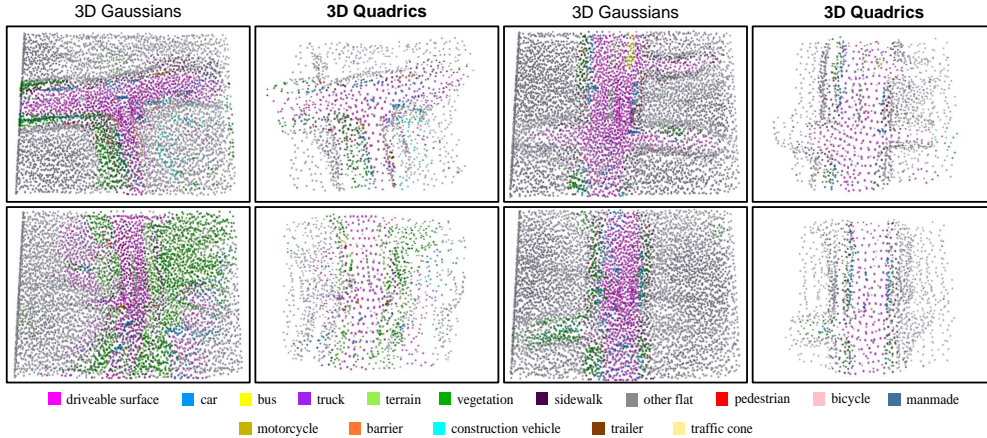 3D Gaussians 3D Quadrics 3D Gaussians 3D Quadrics
driveable surface car bus truck terrain vegetation sidewalk other flat pedestrian bicycle manmade
motorcycle barrier construction vehicle trailer traffic cone